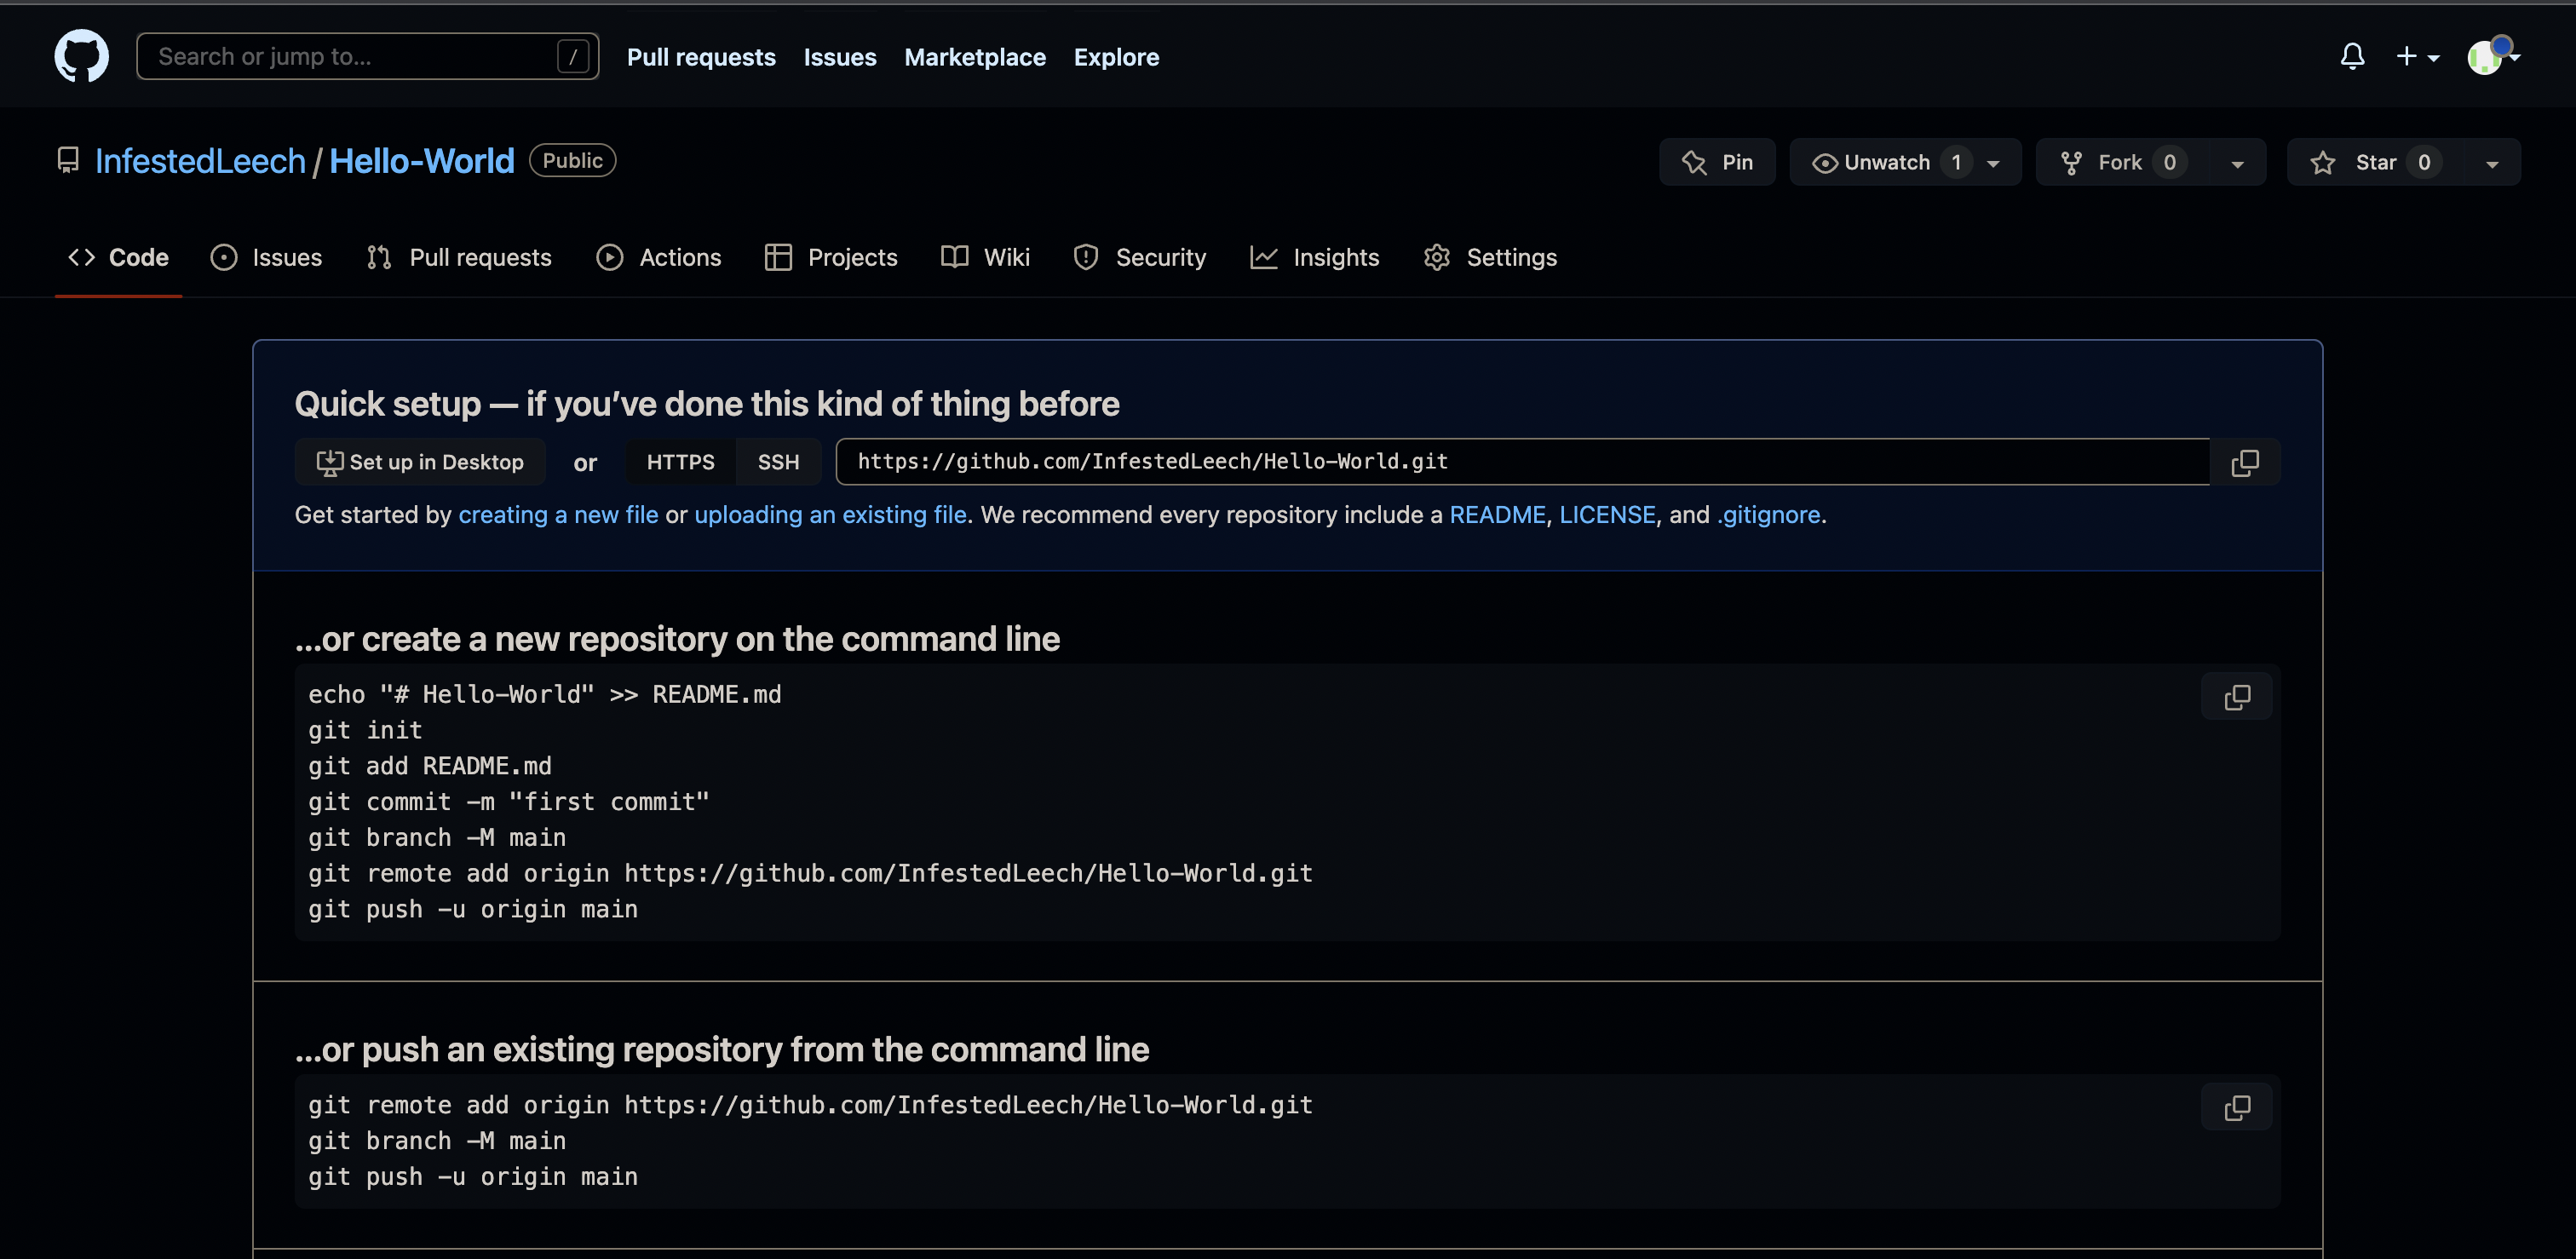 Search or jump to... /
Pull requests Issues Marketplace Explore
InfestedLeech / Hello-World Public
Pin Unwatch 1 Fork 0 Star 0
Code Issues Pull requests Actions Projects Wiki Security Insights Settings
Quick setup — if you’ve done this kind of thing before
Set up in Desktop or HTTPS SSH https://github.com/InfestedLeech/Hello-World.git
Get started by creating a new file or uploading an existing file. We recommend every repository include a README, LICENSE, and .gitignore.
…or create a new repository on the command line
echo "# Hello-World" >> README.md
git init
git add README.md
git commit -m "first commit"
git branch -M main
git remote add origin https://github.com/InfestedLeech/Hello-World.git
git push -u origin main
…or push an existing repository from the command line
git remote add origin https://github.com/InfestedLeech/Hello-World.git
git branch -M main
git push -u origin main